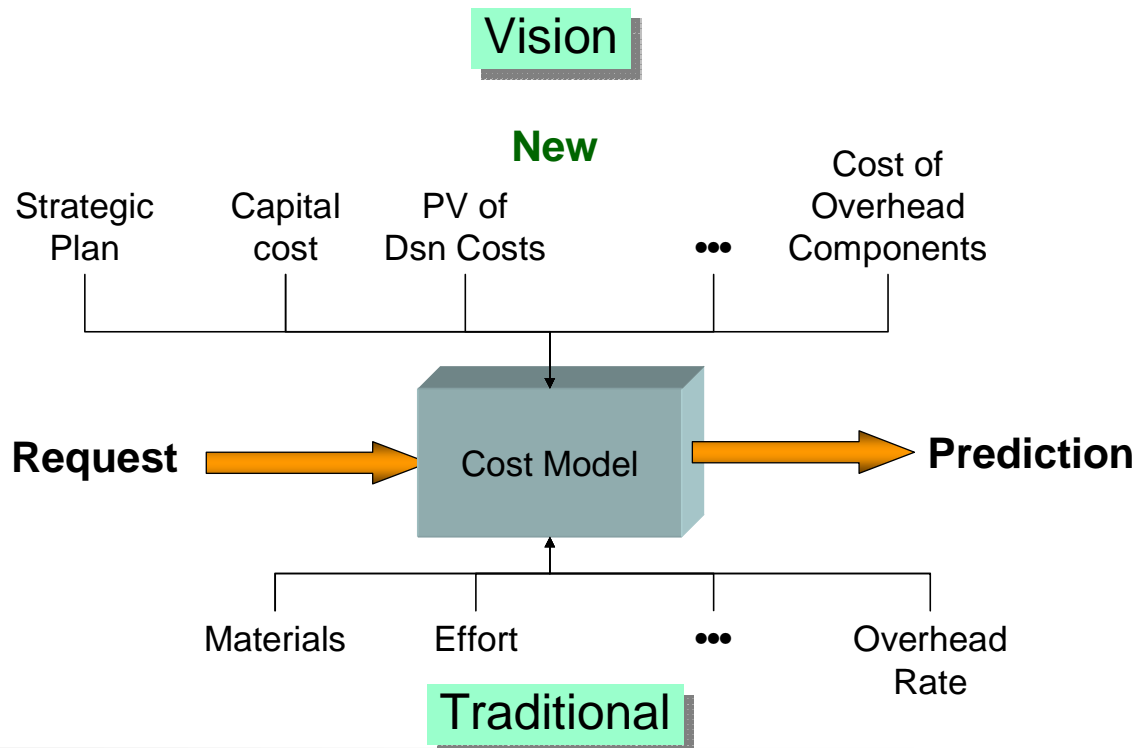 Vision
New
Strategic
Plan
Capital
cost
PV of
Dsn Costs
•••
Cost of
Overhead
Components
Request
Cost Model
Prediction
Materials
Effort
•••
Overhead
Rate
Traditional